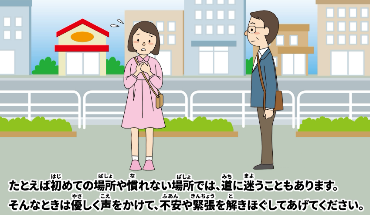 たとえば初めての場所や慣れない場所では、道に迷うこともあります。
そんなときは優しく声をかけて、不安や緊張を解きほぐしてあげてください。